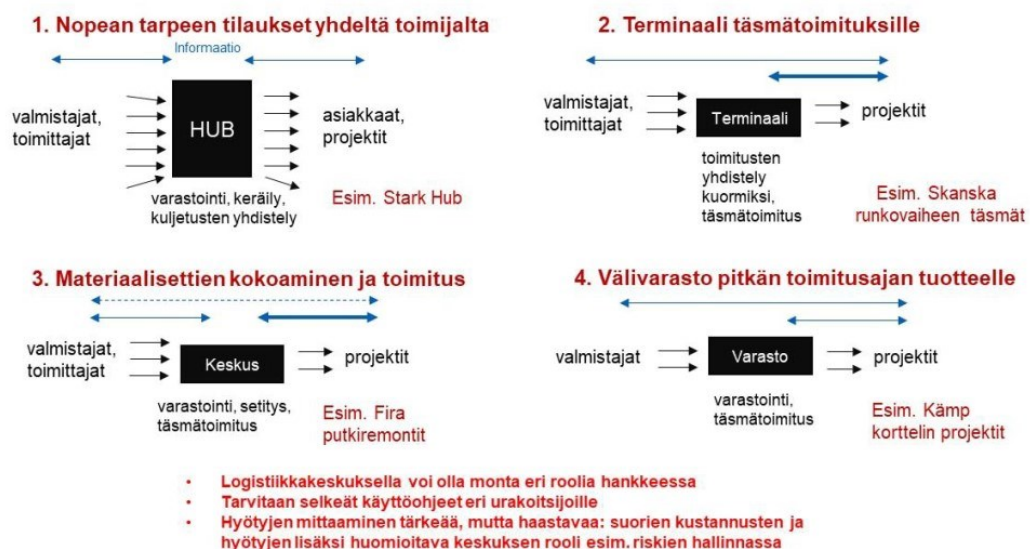 1. Nopean tarpeen tilaukset yhdeltä toimijalta
Informaatio
valmistajat,
toimittajat
HUB
asiakkaat,
projektit
varastointi, keräily,
kuljetusten yhdistely
Esim. Stark Hub
2. Terminaali täsmätoimituksille
valmistajat,
toimittajat
Terminaali
projektit
toimitusten
yhdistely
kuormiksi,
täsmätoimitus
Esim. Skanska
runkovaiheen täsmät
3. Materiaalisettien kokoaminen ja toimitus
valmistajat,
toimittajat
Keskus
projektit
varastointi, setitys,
täsmätoimitus
Esim. Fira
putkiremontit
4. Välivarasto pitkän toimitusajan tuotteelle
valmistajat
Varasto
projektit
varastointi,
täsmätoimitus
Esim. Kämp
korttelin projektit
• Logistiikkakeskuksella voi olla monta eri roolia hankkeessa
• Tarvitaan selkeät käyttöohjeet eri urakoitsijoille
• Hyötyjen mittaaminen tärkeää, mutta haastavaa: suorien kustannusten ja
hyötyjen lisäksi huomioitava keskuksen rooli esim. riskien hallinnassa